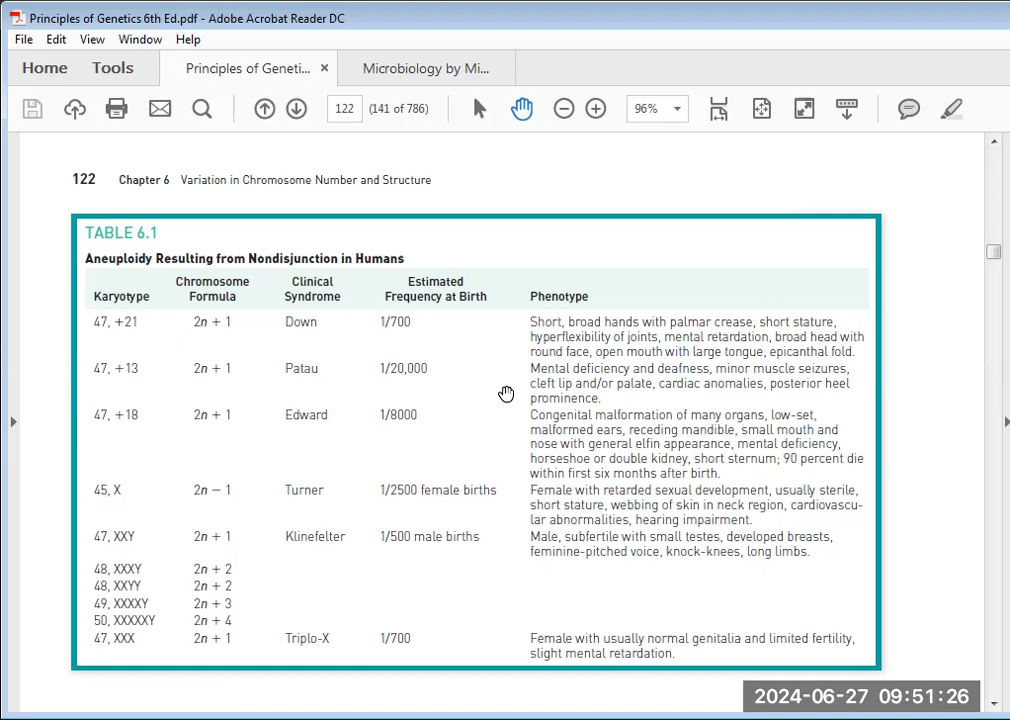 Principles of Genetics 6th Ed.pdf - Adobe Acrobat Reader DC
File Edit View Window Help
Home Tools Principles of Geneti... × Microbiology by Mi...
122 (141 of 786) 96%
122 Chapter 6 Variation in Chromosome Number and Structure
TABLE 6.1
Aneuploidy Resulting from Nondisjunction in Humans
Karyotype Chromosome Formula Clinical Syndrome Estimated Frequency at Birth Phenotype
47, +21 2n + 1 Down 1/700 Short, broad hands with palmar crease, short stature,
hyperflexibility of joints, mental retardation, broad head with
round face, open mouth with large tongue, epicanthal fold.
47, +13 2n + 1 Patau 1/20,000 Mental deficiency and deafness, minor muscle seizures,
cleft lip and/or palate, cardiac anomalies, posterior heel
prominence.
47, +18 2n + 1 Edward 1/8000 Congenital malformation of many organs, low-set,
malformed ears, receding mandible, small mouth and
nose with general elfin appearance, mental deficiency,
horseshoe or double kidney, short sternum; 90 percent die
within first six months after birth.
45, X 2n − 1 Turner 1/2500 female births Female with retarded sexual development, usually sterile,
short stature, webbing of skin in neck region, cardiovascu-
lar abnormalities, hearing impairment.
47, XXY 2n + 1 Klinefelter 1/500 male births Male, subfertile with small testes, developed breasts,
feminine-pitched voice, knock-knees, long limbs.
48, XXXY 2n + 2
48, XXYY 2n + 2
49, XXXXY 2n + 3
50, XXXXXY 2n + 4
47, XXX 2n + 1 Triplo-X 1/700 Female with usually normal genitalia and limited fertility,
slight mental retardation.
2024-06-27 09:51:26